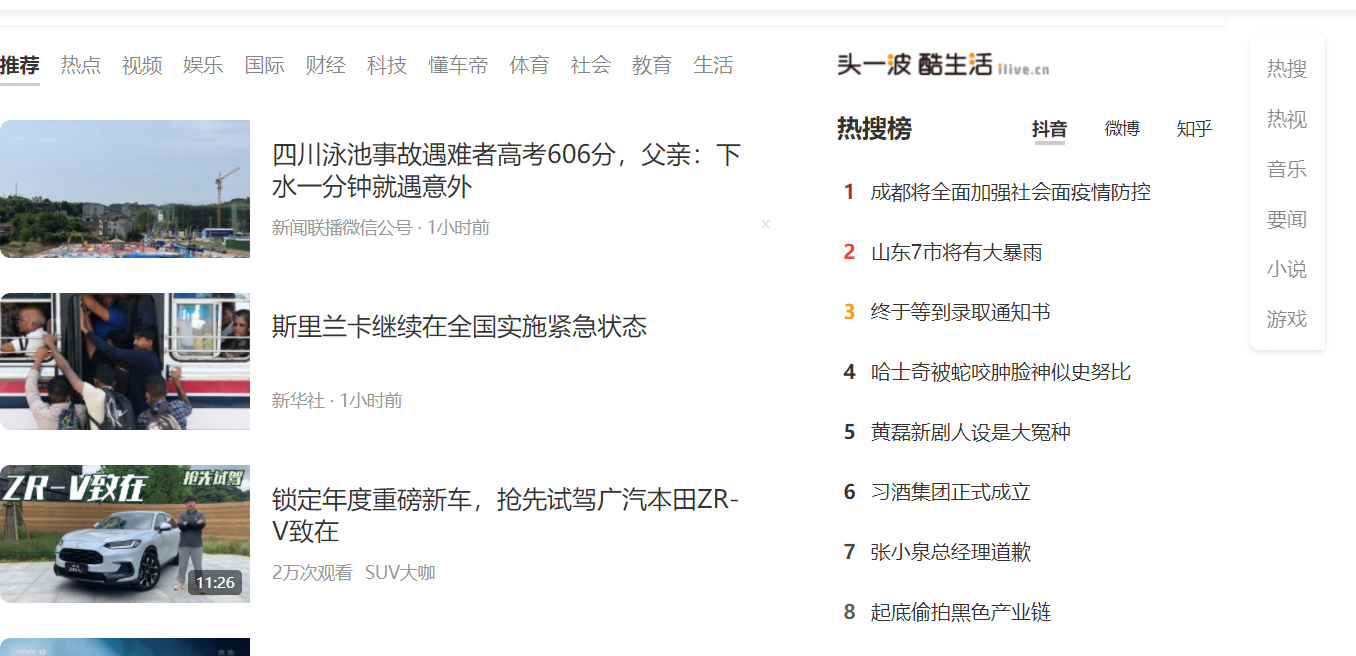 推荐 热点 视频 娱乐 国际 财经 科技 懂车帝 体育 社会 教育 生活
四川泳池事故遇难者高考606分，父亲：下
水一分钟就遇意外
新闻联播微信公号 · 1小时前
x
斯里兰卡继续在全国实施紧急状态
新华社 · 1小时前
ZR-V致在 抢先试驾
11:26
锁定年度重磅新车，抢先试驾广汽本田ZR-
V致在
2万次观看 SUV大咖
头一波 酷生活 ilive.cn
热搜榜 抖音 微博 知乎
1 成都将全面加强社会面疫情防控
2 山东7市将有大暴雨
3 终于等到录取通知书
4 哈士奇被蛇咬肿脸神似史努比
5 黄磊新剧人设是大冤种
6 习酒集团正式成立
7 张小泉总经理道歉
8 起底偷拍黑色产业链
热搜
热视
音乐
要闻
小说
游戏